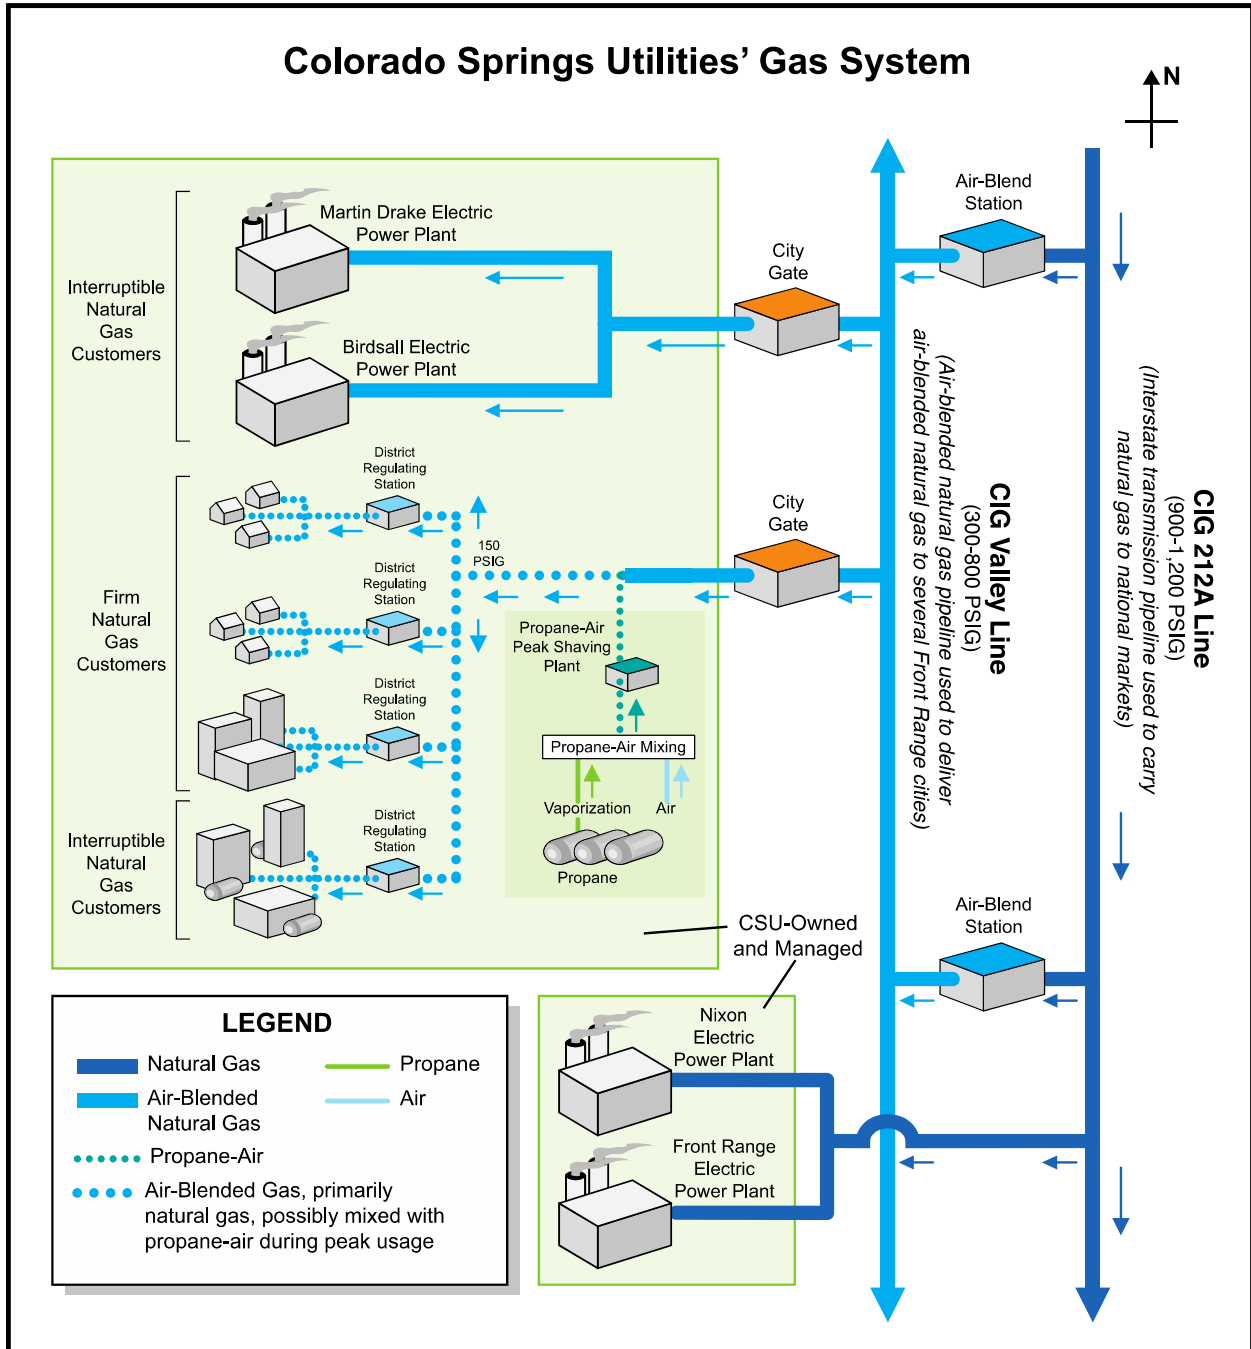 Colorado Springs Utilities’ Gas System
N
Air-Blend
Station
Martin Drake Electric
Power Plant
City
Gate
Interruptible
Natural
Gas
Customers
Birdsall Electric
Power Plant
District
Regulating
Station
150
PSIG
City
Gate
CIG Valley Line
(300-800 PSIG)
(Air-blended natural gas pipeline used to deliver
air-blended natural gas to several Front Range cities)
CIG 212A Line
(900-1,200 PSIG)
(Interstate transmission pipeline used to carry
natural gas to national markets)
Firm
Natural
Gas
Customers
District
Regulating
Station
Propane-Air
Peak Shaving
Plant
District
Regulating
Station
Propane-Air Mixing
Vaporization
Air
Propane
Interruptible
Natural
Gas
Customers
District
Regulating
Station
CSU-Owned
and Managed
Air-Blend
Station
LEGEND
Natural Gas
Propane
Air-Blended
Natural Gas
Air
Propane-Air
Air-Blended Gas, primarily
natural gas, possibly mixed with
propane-air during peak usage
Nixon
Electric
Power Plant
Front Range
Electric
Power Plant